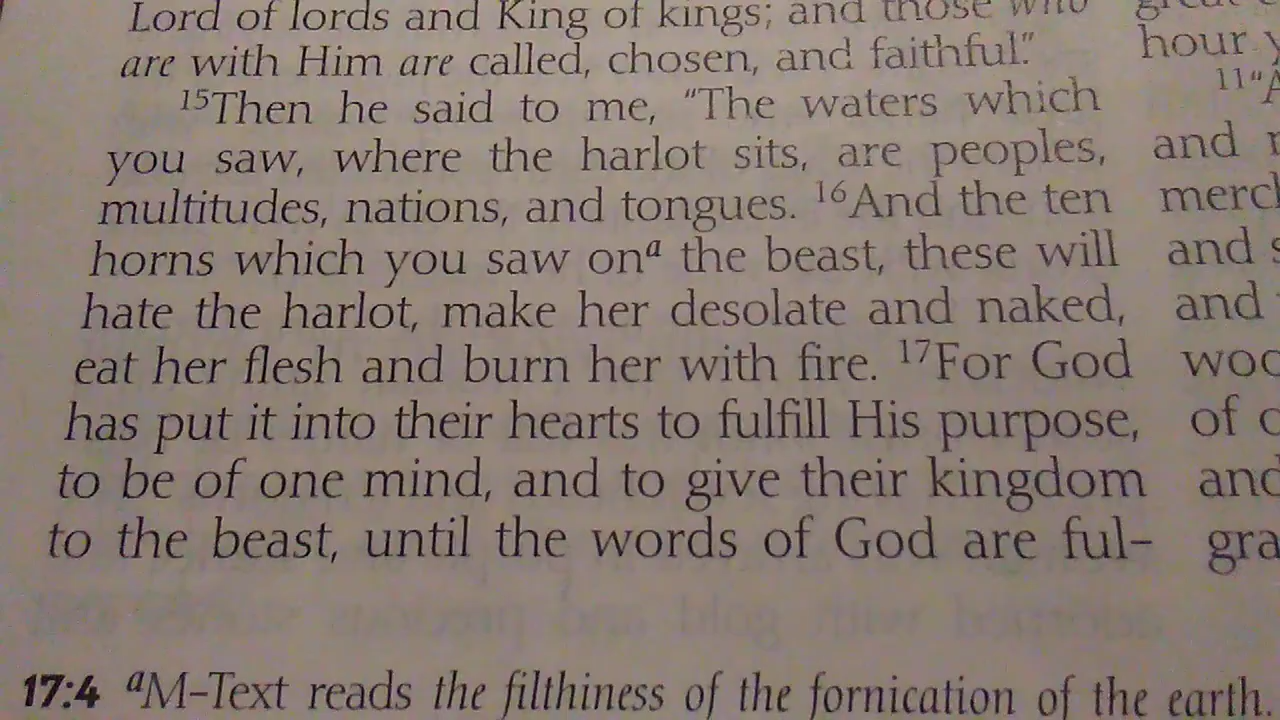 Lord of lords and King of kings; and those who
are with Him are called, chosen, and faithful."
15Then he said to me, "The waters which
you saw, where the harlot sits, are peoples,
multitudes, nations, and tongues. 16And the ten
horns which you saw ona the beast, these will
hate the harlot, make her desolate and naked,
eat her flesh and burn her with fire. 17For God
has put it into their hearts to fulfill His purpose,
to be of one mind, and to give their kingdom
to the beast, until the words of God are ful-
17:4 aM-Text reads the filthiness of the fornication of the earth.
hour
11"A
and
and
and
of